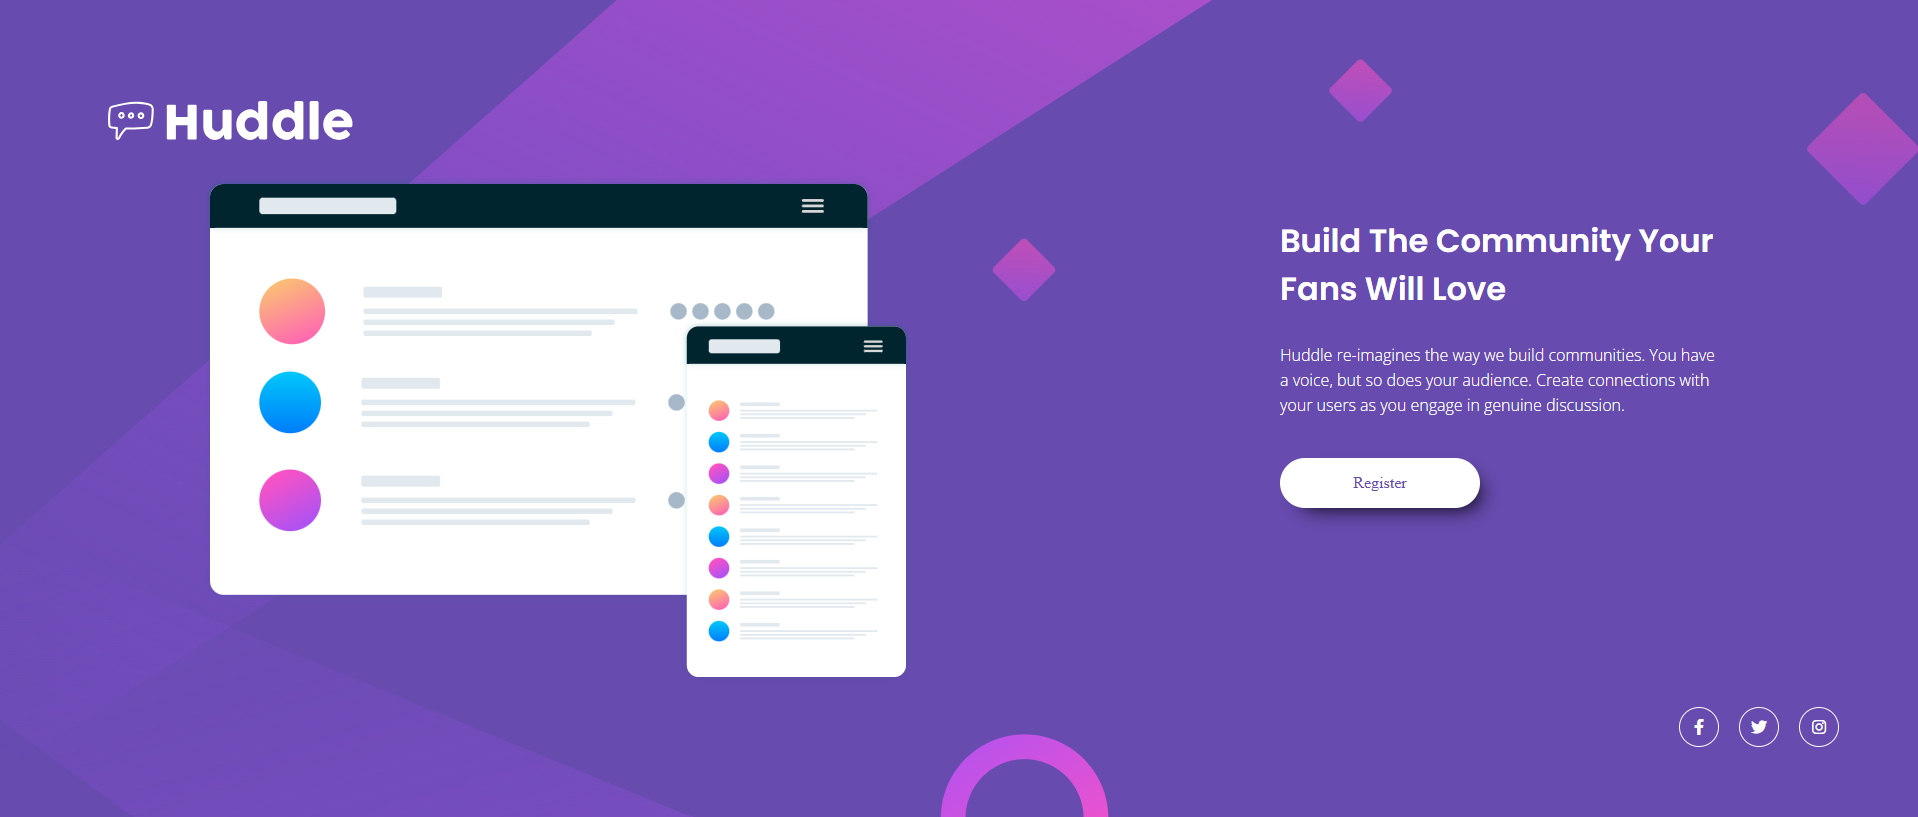 Huddle
Build The Community Your
Fans Will Love
Huddle re-imagines the way we build communities. You have
a voice, but so does your audience. Create connections with
your users as you engage in genuine discussion.
Register